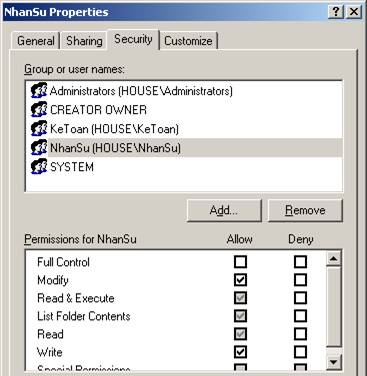 NhanSu Properties
General Sharing Security Customize
Group or user names:
Administrators (HOUSE\Administrators)
CREATOR OWNER
KeToan (HOUSE\KeToan)
NhanSu (HOUSE\NhanSu)
SYSTEM
Add... Remove
Permissions for NhanSu Allow Deny
Full Control
Modify
Read & Execute
List Folder Contents
Read
Write
Special Permissions